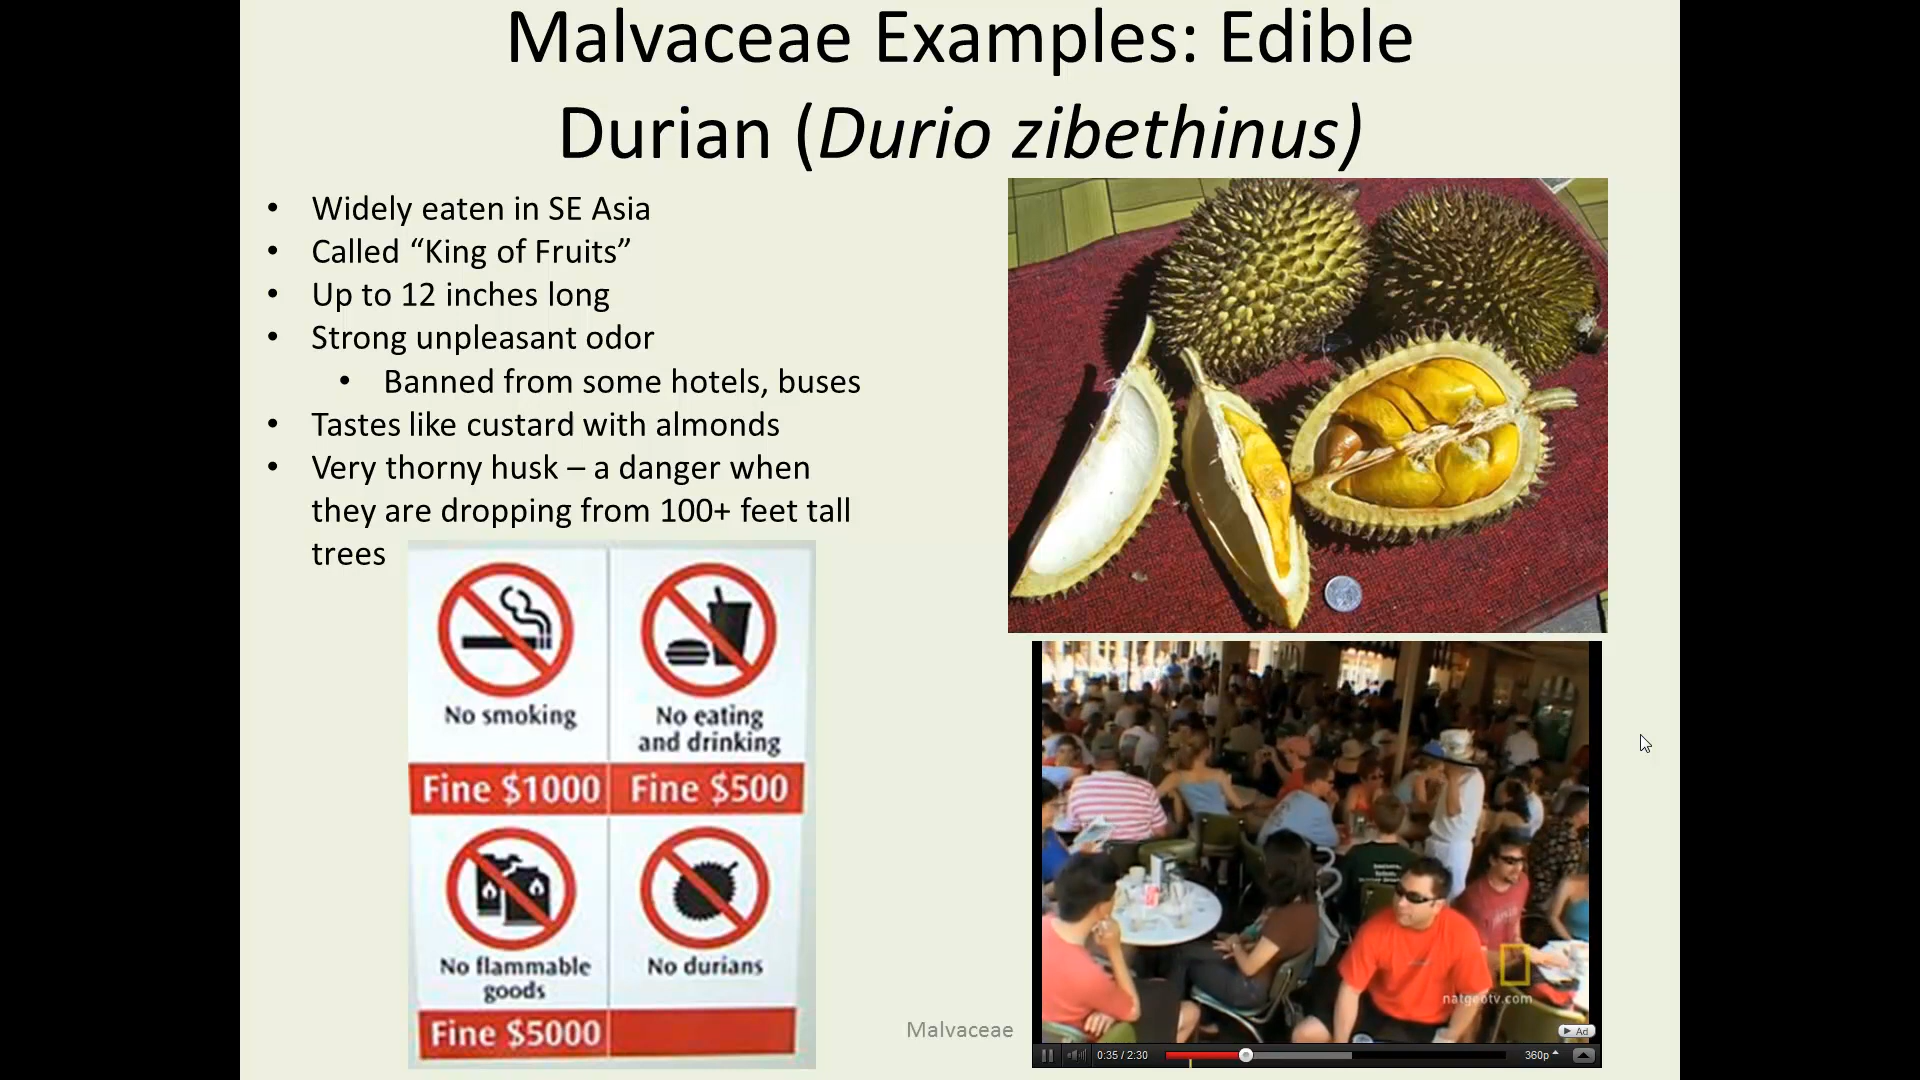 Malvaceae Examples: Edible
Durian (Durio zibethinus)
• Widely eaten in SE Asia
• Called “King of Fruits”
• Up to 12 inches long
• Strong unpleasant odor
• Banned from some hotels, buses
• Tastes like custard with almonds
• Very thorny husk – a danger when
they are dropping from 100+ feet tall
trees
No smoking
Fine $1000
No eating
and drinking
Fine $500
No flammable
goods
Fine $5000
No durians
Malvaceae
natgeotv.com
Ad
0:35 / 2:30
360p